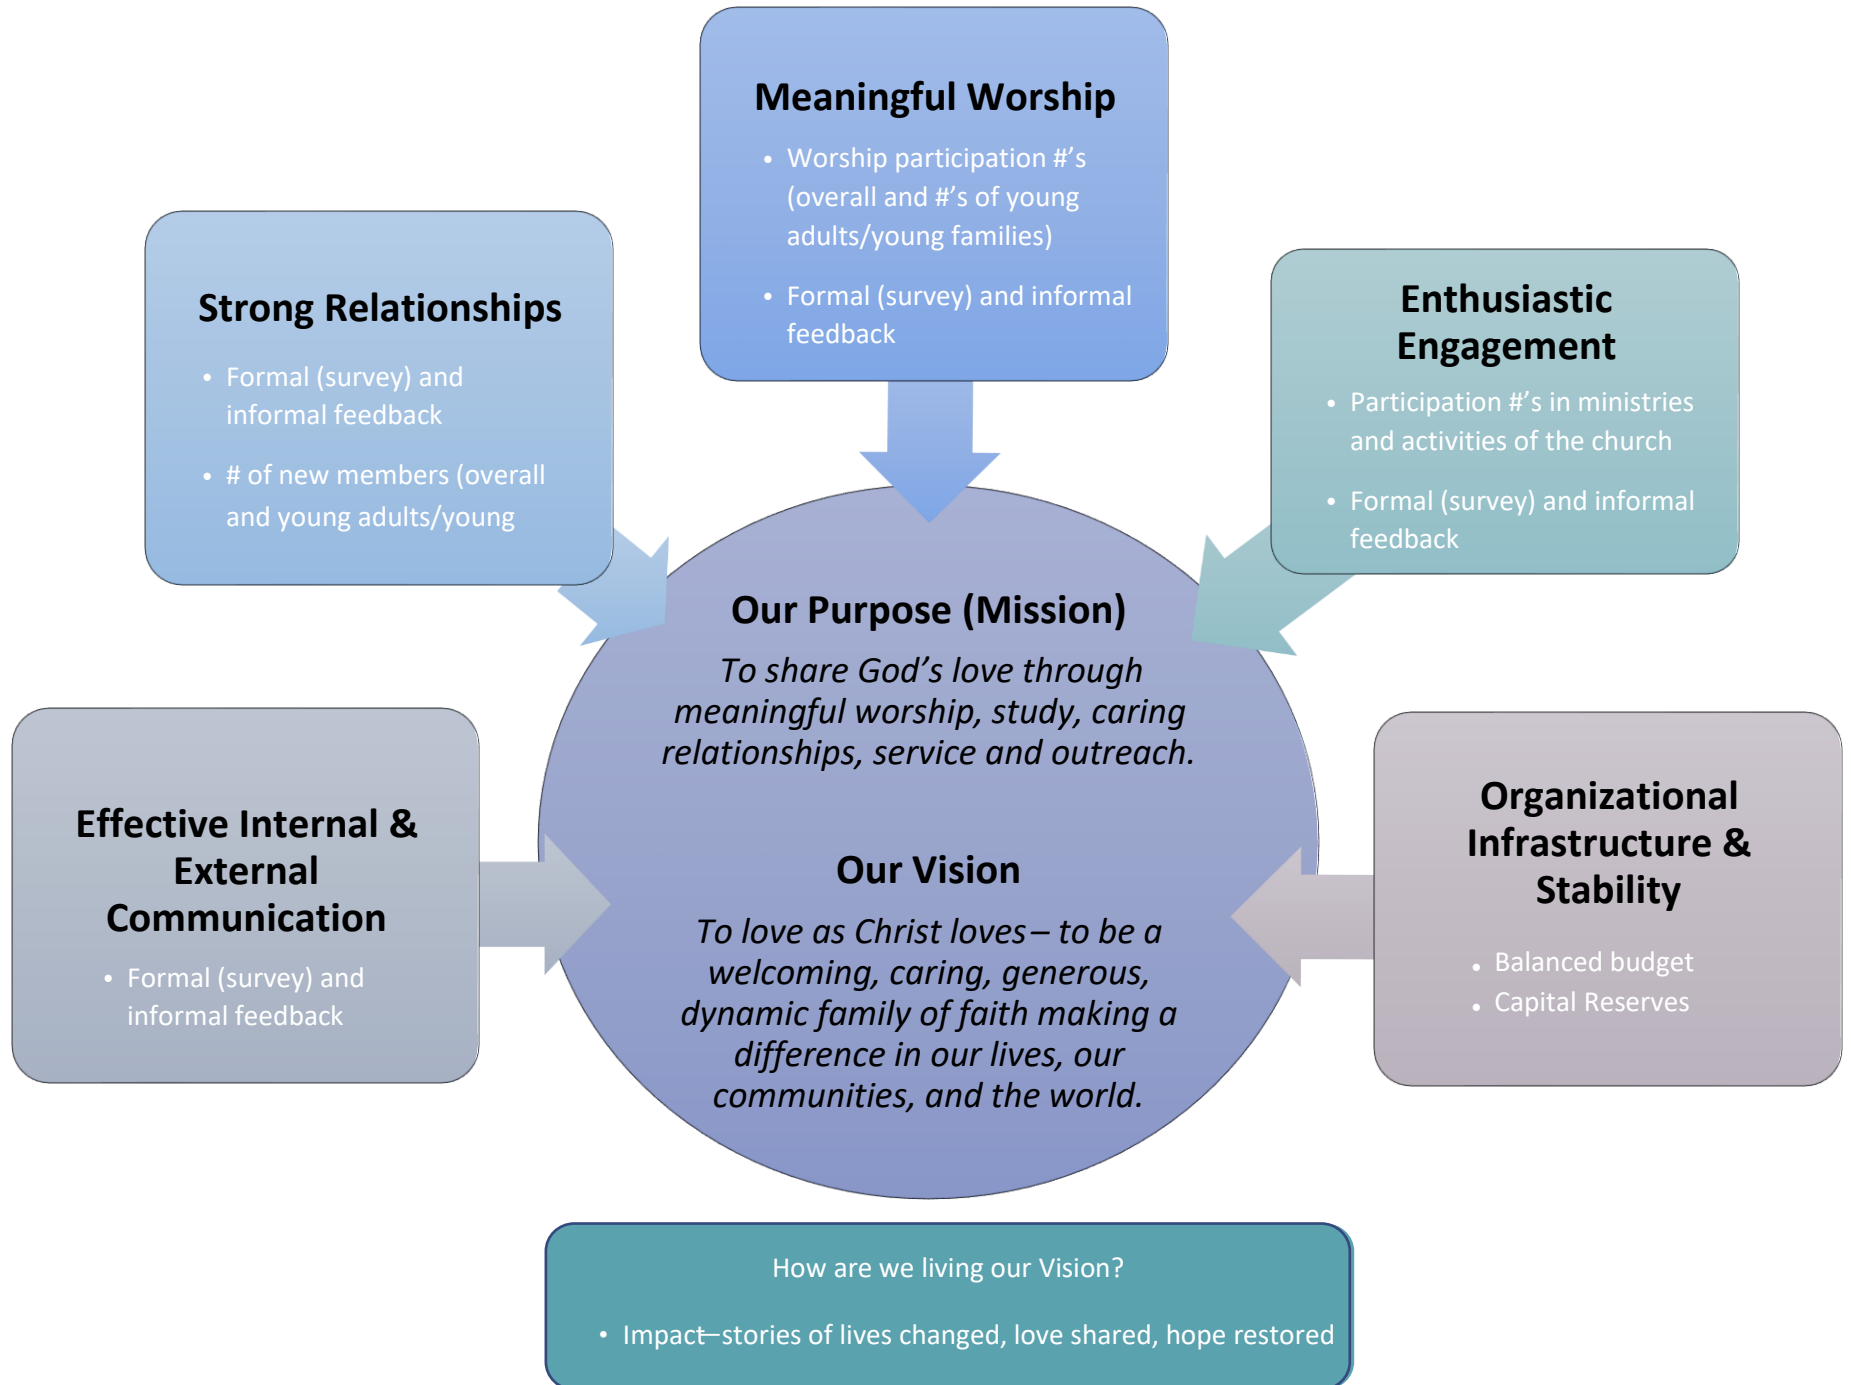 Meaningful Worship
• Worship participation #’s
(overall and #’s of young
adults/young families)
• Formal (survey) and informal
feedback
Strong Relationships
• Formal (survey) and
informal feedback
• # of new members (overall
and young adults/young
Enthusiastic
Engagement
• Participation #’s in ministries
and activities of the church
• Formal (survey) and informal
feedback
Effective Internal &
External
Communication
• Formal (survey) and
informal feedback
Our Purpose (Mission)
To share God’s love through
meaningful worship, study, caring
relationships, service and outreach.
Our Vision
To love as Christ loves – to be a
welcoming, caring, generous,
dynamic family of faith making a
difference in our lives, our
communities, and the world.
Organizational
Infrastructure &
Stability
• Balanced budget
• Capital Reserves
How are we living our Vision?
• Impact—stories of lives changed, love shared, hope restored